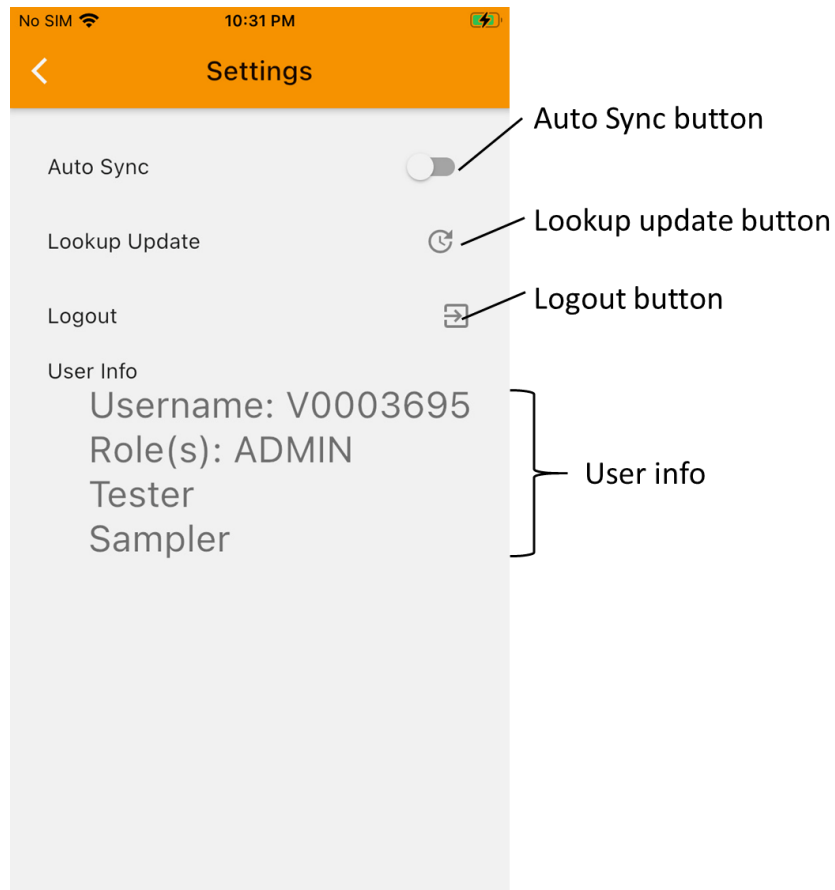 No SIM 10:31 PM
Settings
Auto Sync button
Auto Sync
Lookup update button
Lookup Update
Logout button
Logout
User Info
Username: V0003695
Role(s): ADMIN
Tester
User info
Sampler